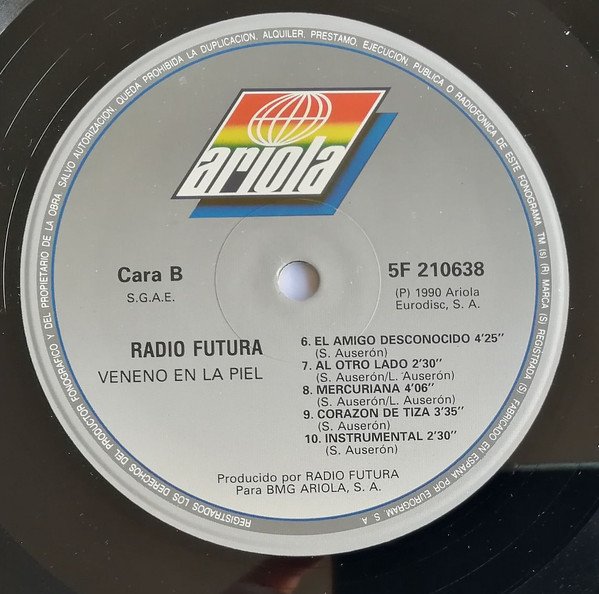 REGISTRADOS LOS DERECHOS DEL PRODUCTOR FONOGRAFICO Y DEL PROPIETARIO DE LA OBRA. SALVO AUTORIZACION, QUEDA PROHIBIDA LA DUPLICACION, ALQUILER, PRESTAMO, EJECUCION, PUBLICA O RADIOFONICA DE ESTE FONOGRAMA TM (s) (R) MARCA (S) REGISTRADA (S) FABRICADO EN ESPAÑA POR EUROGRAM, S. A.
ariola
Cara B
S.G.A.E.
5F 210638
(P) 1990 Ariola
Eurodisc, S. A.
RADIO FUTURA
VENENO EN LA PIEL
6. EL AMIGO DESCONOCIDO 4'25"
(S. Auserón)
7. AL OTRO LADO 2'30"
(S. Auserón/L. Auserón)
8. MERCURIANA 4'06"
(S. Auserón/L. Auserón)
9. CORAZON DE TIZA 3'35"
(S. Auserón)
10. INSTRUMENTAL 2'30"
(S. Auserón)
Producido por RADIO FUTURA
Para BMG ARIOLA, S. A.